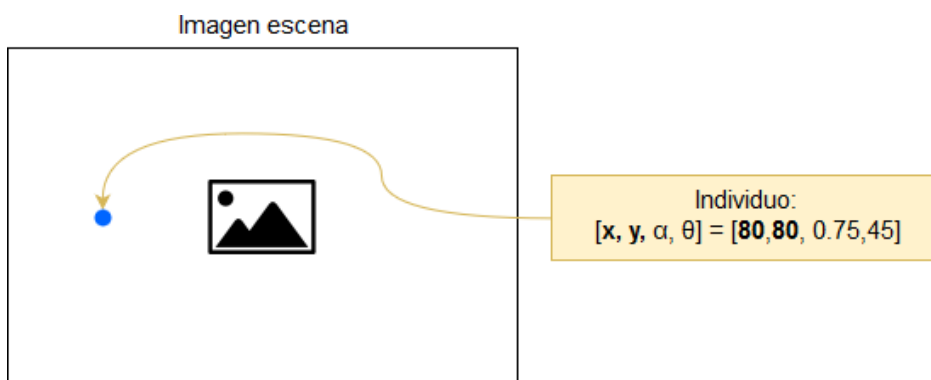 Imagen escena
Individuo:
[x, y, α, θ] = [80,80, 0.75,45]